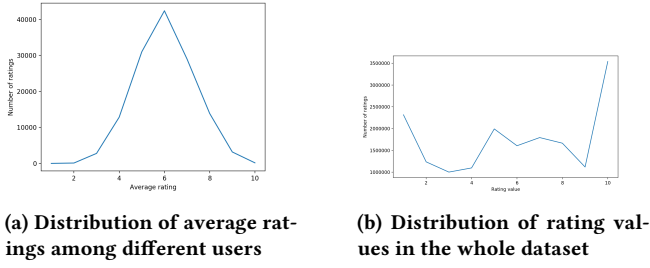 40000
30000
20000
10000
0
Number of ratings
2 4 6 8 10
Average rating
(a) Distribution of average rat-
ings among different users
3500000
3000000
2500000
2000000
1500000
1000000
Number of ratings
2 4 6 8 10
Rating value
(b) Distribution of rating val-
ues in the whole dataset